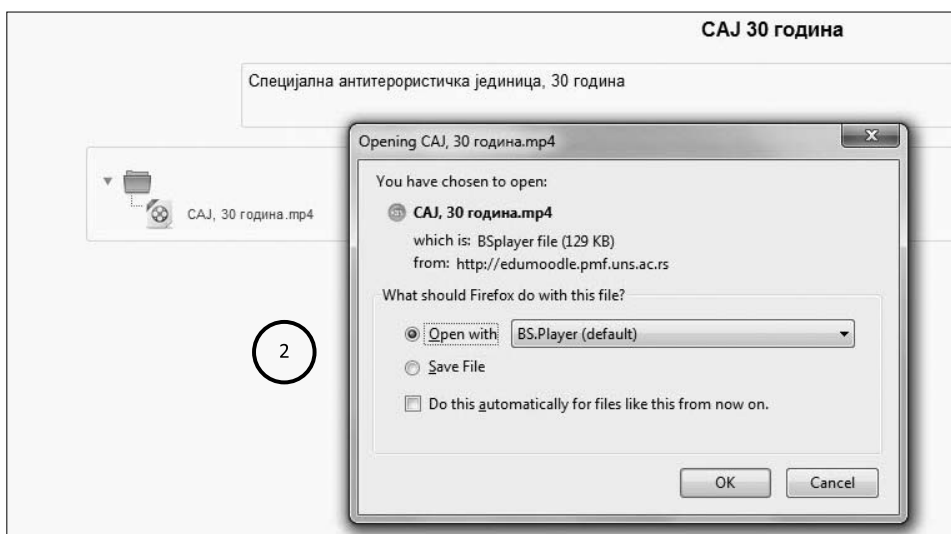 САЈ 30 година
Специјална антитерористичка јединица, 30 година
Opening САЈ, 30 година.mp4
x
You have chosen to open:
САЈ, 30 година.mp4
САЈ, 30 година.mp4
which is: BSplayer file (129 KB)
from: http://edumoodle.pmf.uns.ac.rs
What should Firefox do with this file?
2
Open with BS.Player (default)
Save File
Do this automatically for files like this from now on.
OK Cancel